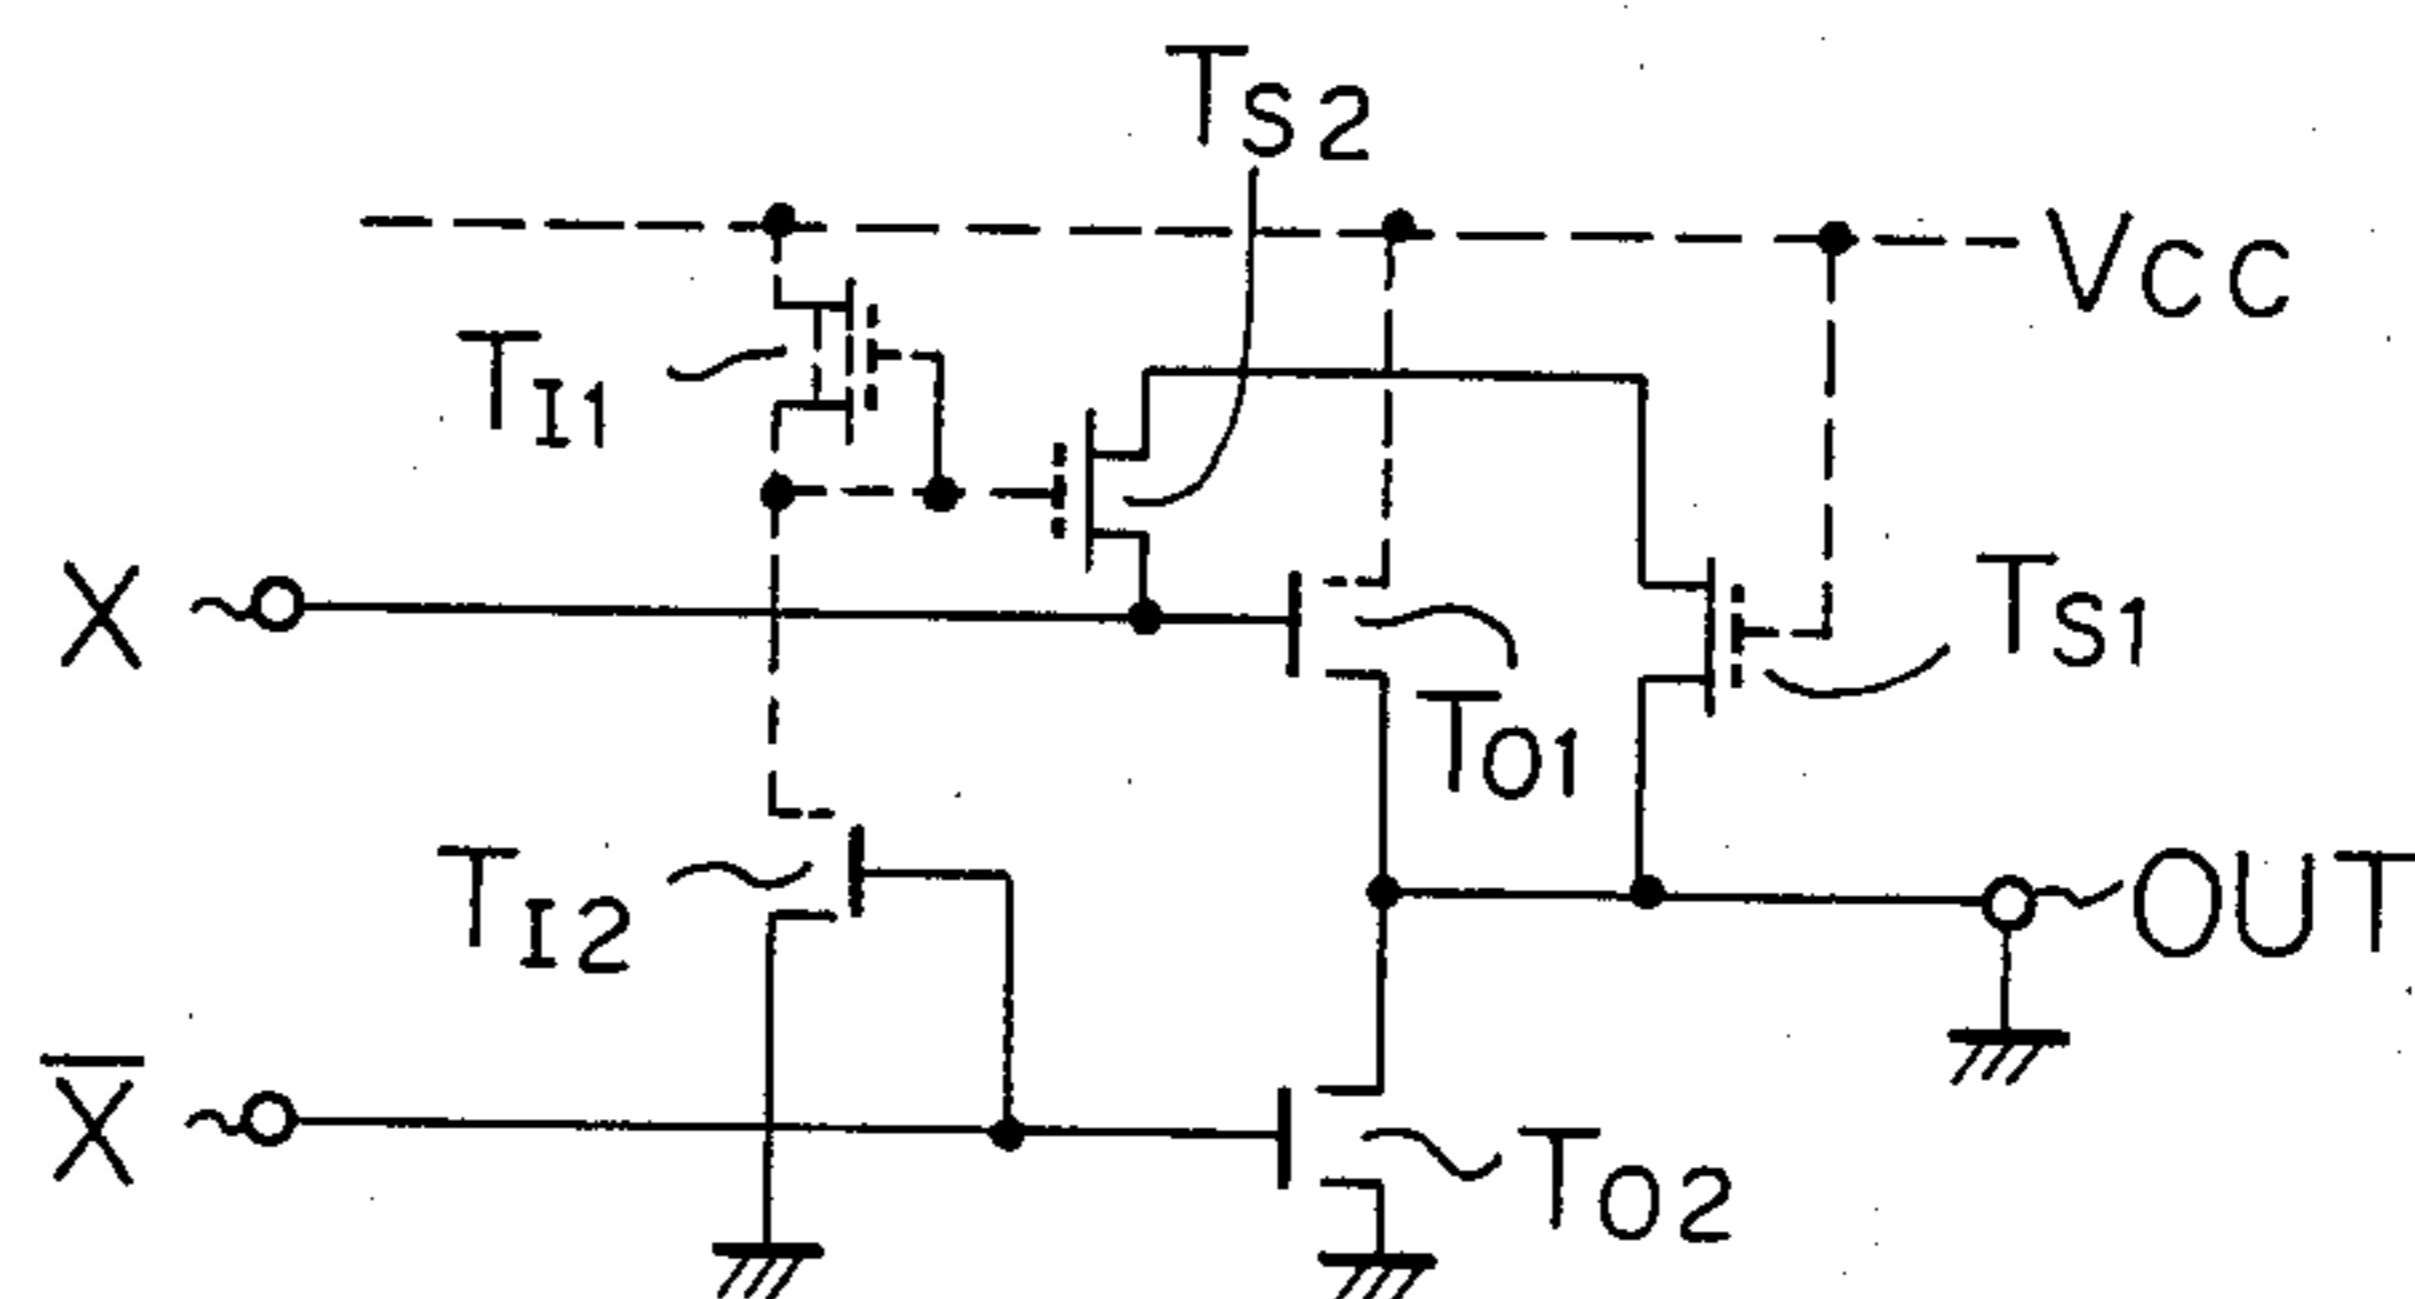 TS2
VCC
TI1
X
TS1
TO1
TI2
OUT
X̅
TO2